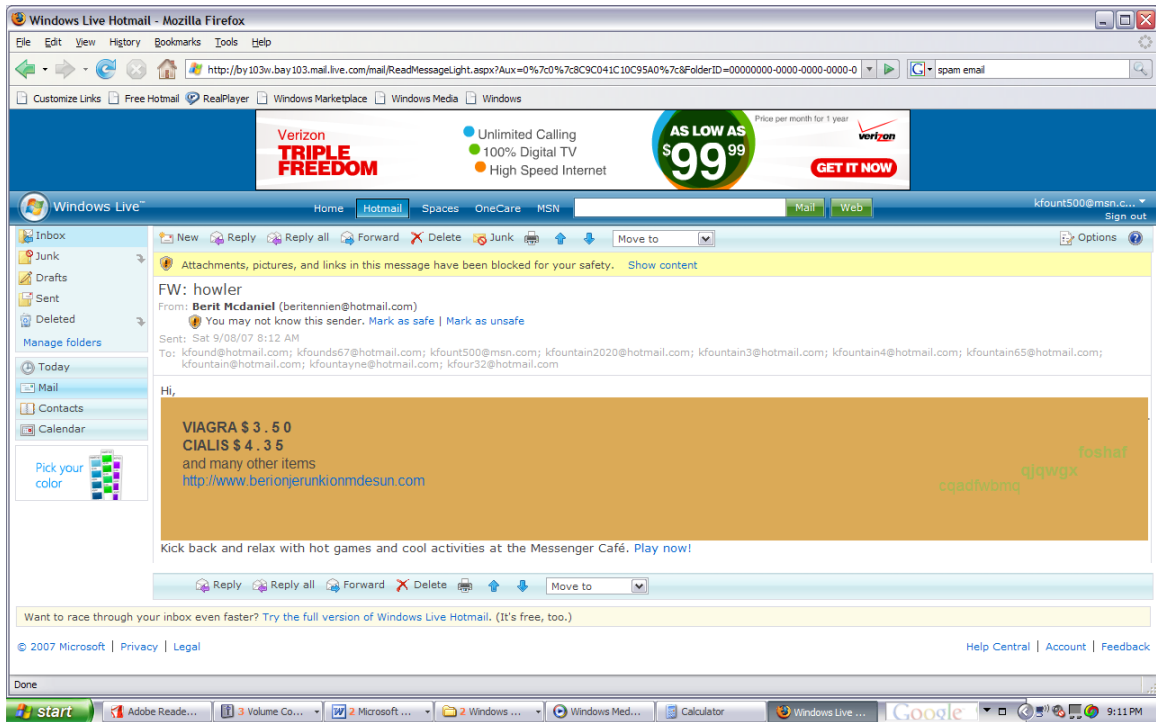 Windows Live Hotmail - Mozilla Firefox
File Edit View History Bookmarks Tools Help
http://by103w.bay103.mail.live.com/mail/ReadMessageLight.aspx?Aux=0%7c0%7c8C9C041C10C95A0%7c&FolderID=00000000-0000-0000-0000-0 G spam email
Customize Links Free Hotmail RealPlayer Windows Marketplace Windows Media Windows
Price per month for 1 year
Verizon Unlimited Calling AS LOW AS verizon
TRIPLE 100% Digital TV $99 99
FREEDOM High Speed Internet GET IT NOW
Windows Live™ Home Hotmail Spaces OneCare MSN Mail Web kfount500@msn.c...
Sign out
Inbox New Reply Reply all Forward Delete Junk Move to Options
Junk
Attachments, pictures, and links in this message have been blocked for your safety. Show content
Drafts
FW: howler
Sent
From: Berit Mcdaniel (beritennien@hotmail.com)
Deleted
You may not know this sender. Mark as safe | Mark as unsafe
Manage folders
Sent: Sat 9/08/07 8:12 AM
To: kfound@hotmail.com; kfounds67@hotmail.com; kfount500@msn.com; kfountain2020@hotmail.com; kfountain3@hotmail.com; kfountain4@hotmail.com; kfountain65@hotmail.com;
kfountain@hotmail.com; kfountayne@hotmail.com; kfour32@hotmail.com
Today
Mail
Contacts
Calendar
Pick your
color
Hi,
VIAGRA $ 3 . 5 0
CIALIS $ 4 . 3 5
and many other items
http://www.berionjerunkionmdesun.com
foshef
qjqwgx
cqadfwbmq
Kick back and relax with hot games and cool activities at the Messenger Café. Play now!
Reply Reply all Forward Delete Move to
Want to race through your inbox even faster? Try the full version of Windows Live Hotmail. (It's free, too.)
© 2007 Microsoft | Privacy | Legal Help Central | Account | Feedback
Done
start Adobe Reade... 3 Volume Co... 2 Microsoft ... 2 Windows ... Windows Med... Calculator Windows Live ... Google 9:11 PM